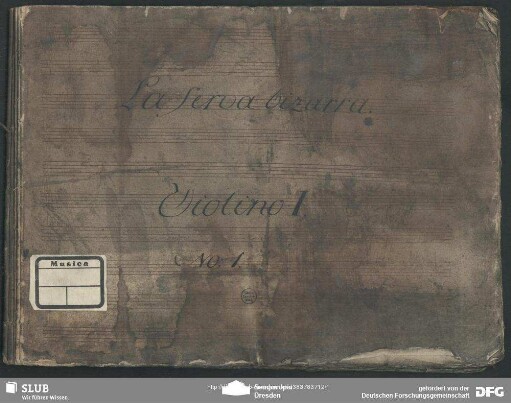 La serva bizarra.
Violino I.
No. 1.
Musica
SLUB
Wir führen Wissen.
Dresden
gefördert von der
Deutschen Forschungsgemeinschaft
DFG